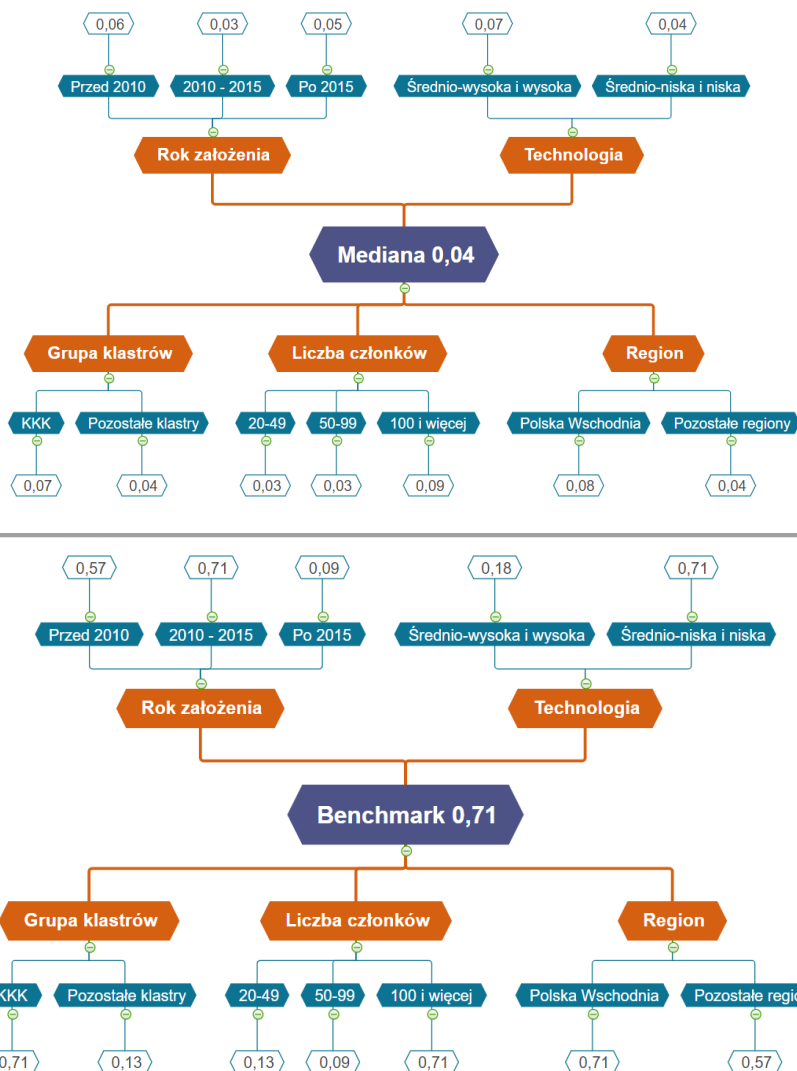 0,06 0,03 0,05 0,07 0,04
Przed 2010 2010 - 2015 Po 2015 Średnio-wysoka i wysoka Średnio-niska i niska
Rok założenia Technologia
Mediana 0,04
Grupa klastrów Liczba członków Region
KKK Pozostałe klastry 20-49 50-99 100 i więcej Polska Wschodnia Pozostałe regiony
0,07 0,04 0,03 0,03 0,09 0,08 0,04
0,57 0,71 0,09 0,18 0,71
Przed 2010 2010 - 2015 Po 2015 Średnio-wysoka i wysoka Średnio-niska i niska
Rok założenia Technologia
Benchmark 0,71
Grupa klastrów Liczba członków Region
KKK Pozostałe klastry 20-49 50-99 100 i więcej Polska Wschodnia Pozostałe regio
0,71 0,13 0,13 0,09 0,71 0,71 0,57